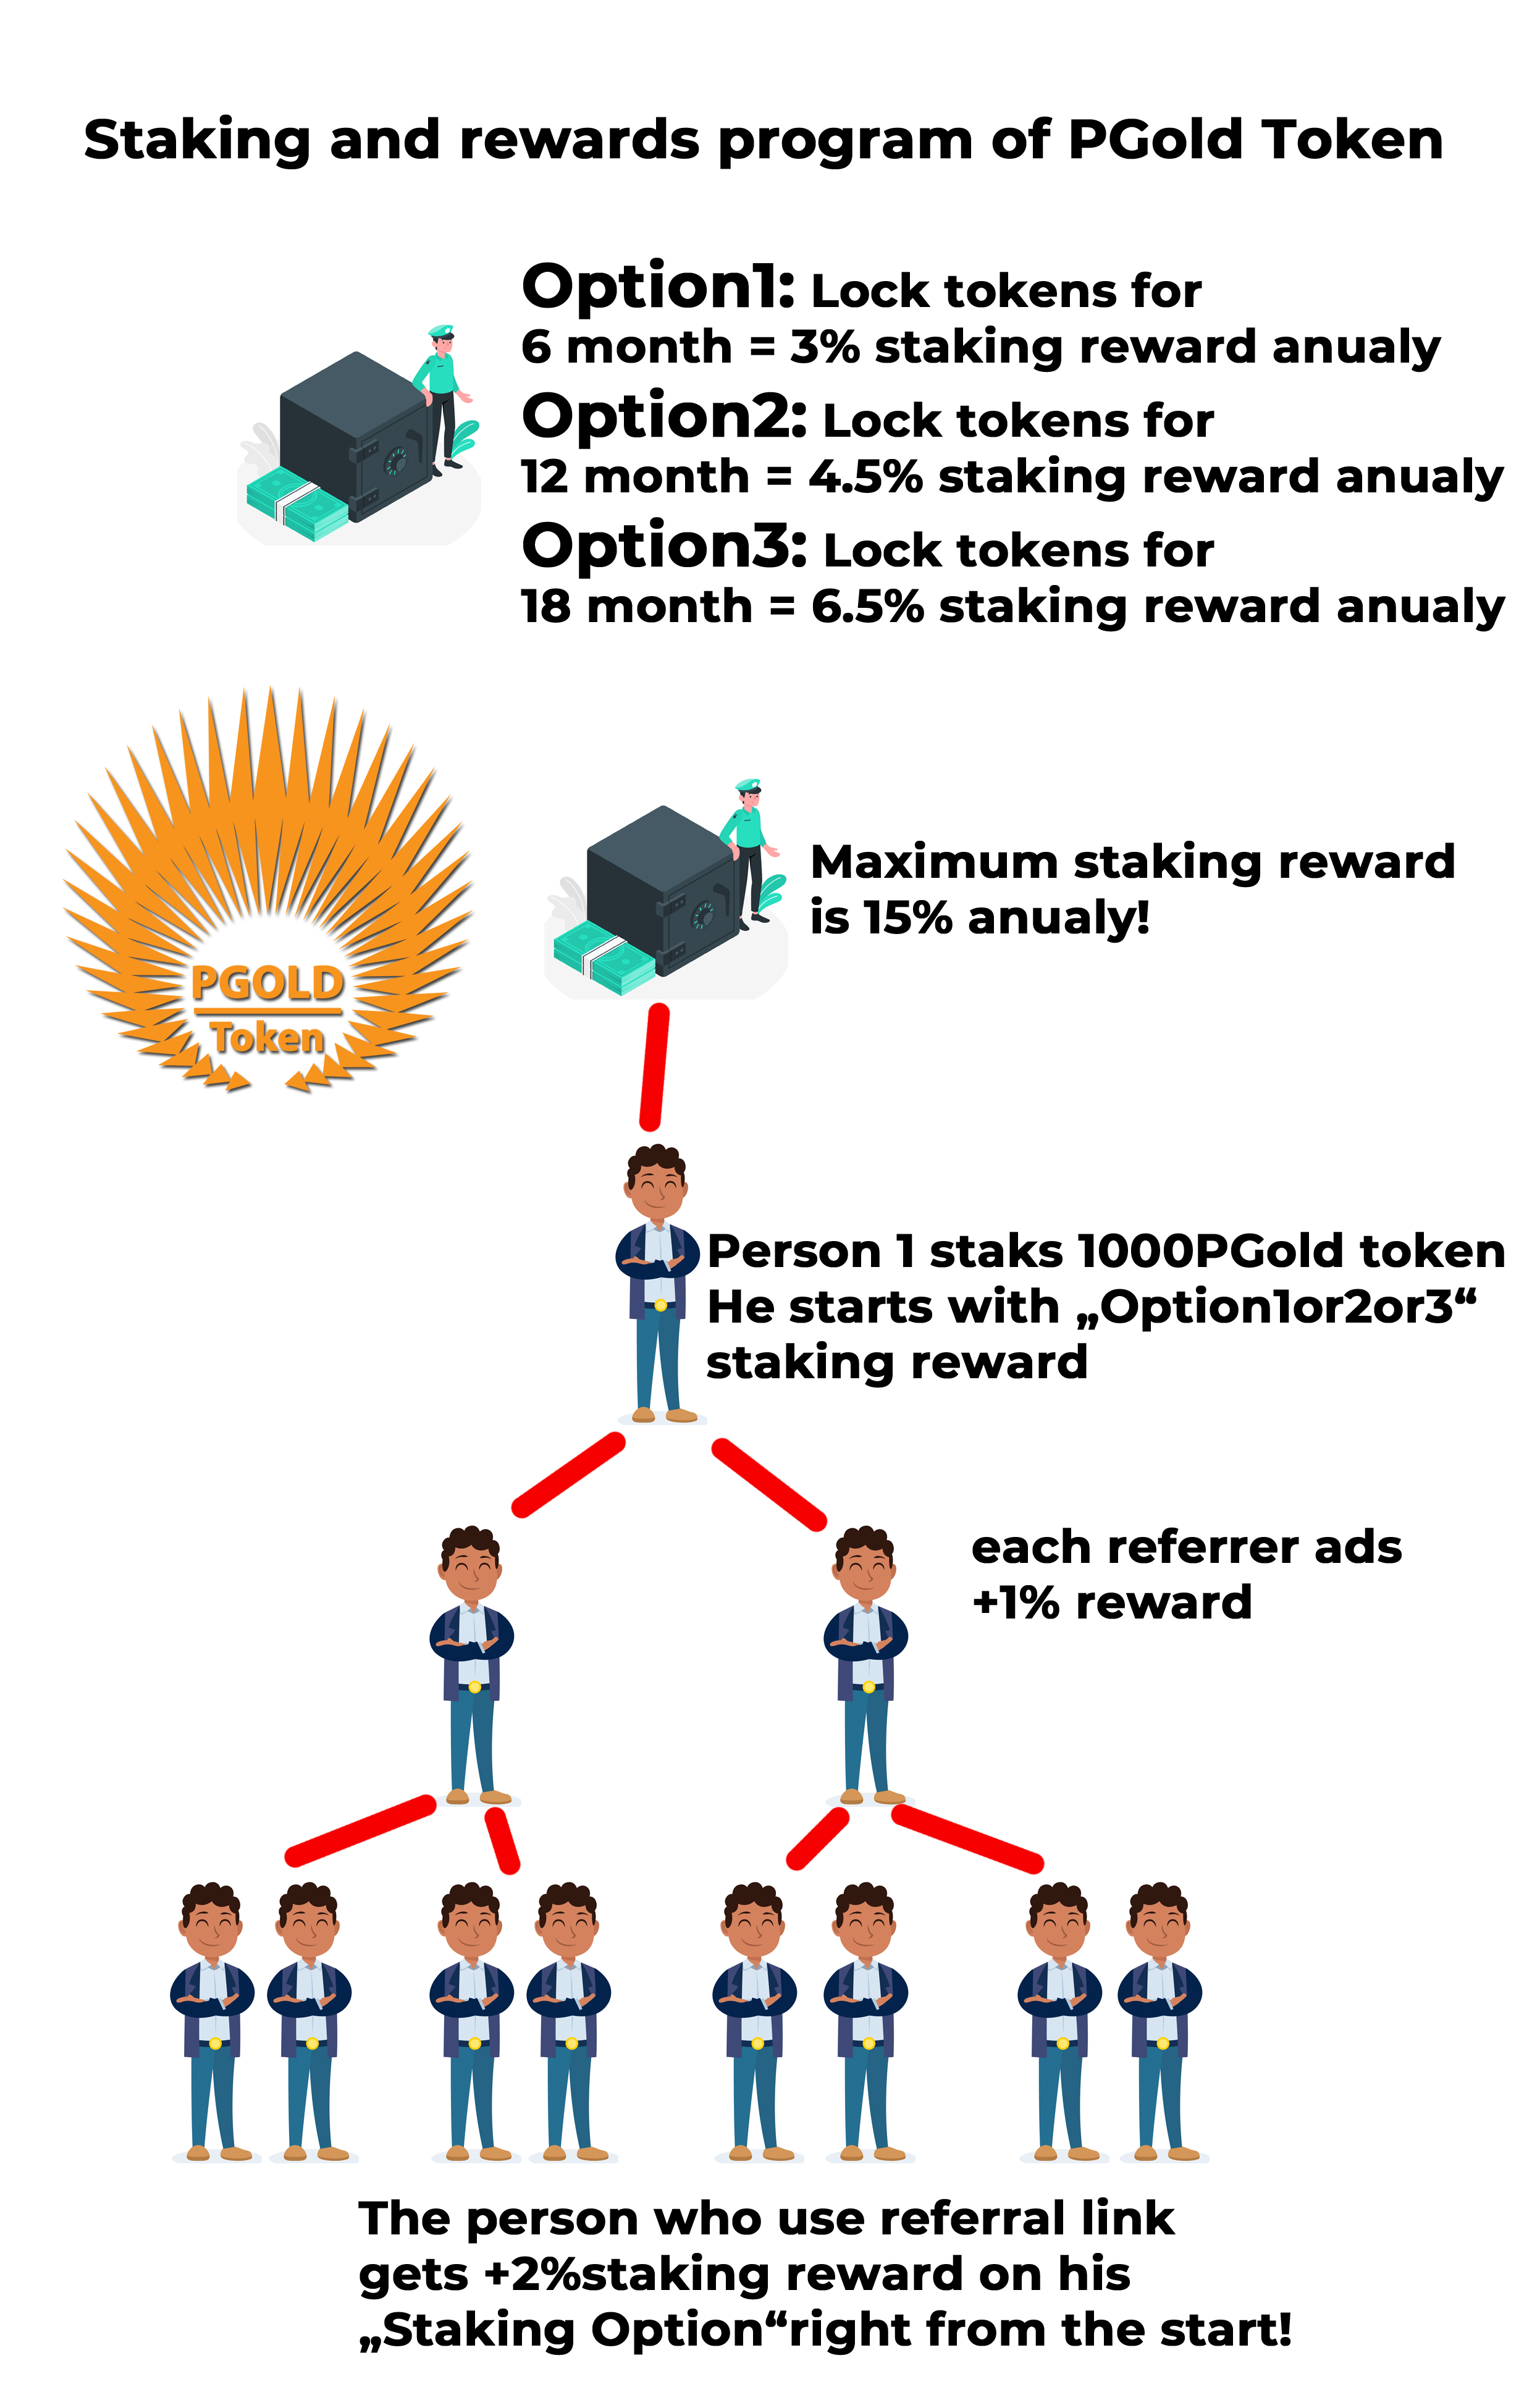 Staking and rewards program of PGold Token
Option1: Lock tokens for
6 month = 3% staking reward anualy
Option2: Lock tokens for
12 month = 4.5% staking reward anualy
Option3: Lock tokens for
18 month = 6.5% staking reward anualy
PGOLD
Token
Maximum staking reward
is 15% anualy!
Person 1 staks 1000PGold token
He starts with „Option1or2or3“
staking reward
each referrer ads
+1% reward
The person who use referral link
gets +2%staking reward on his
„Staking Option“right from the start!